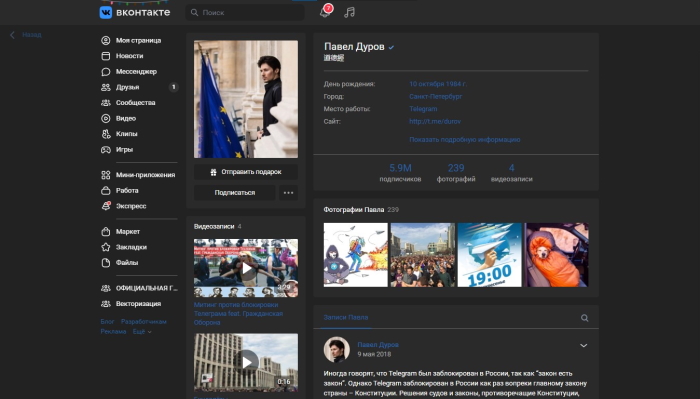 вконтакте
Поиск
7
Назад
Моя страница
Новости
Мессенджер
Друзья 1
Сообщества
Видео
Клипы
Игры
Мини-приложения
Работа
Экспресс
Маркет
Закладки
Файлы
ОФИЦИАЛЬНАЯ Г...
Векторизация
Блог Разработчикам
Реклама Ещё
Отправить подарок
Подписаться
Видеозаписи 4
3:29
Митинг против блокировки
Телеграма feat. Гражданская
Оборона
0:16
Павел Дуров
道德經
День рождения: 10 октября 1984 г.
Город: Санкт-Петербург
Место работы: Telegram
Сайт: http://t.me/durov
Показать подробную информацию
5.9M 239 4
подписчиков фотографий видеозаписи
Фотографии Павла 239
19:00
Записи Павла
Павел Дуров
9 мая 2018
Иногда говорят, что Telegram был заблокирован в России, так как "закон есть
закон". Однако Telegram заблокирован в России как раз вопреки главному закону
страны – Конституции. Решения судов и законы, противоречащие Конституции,